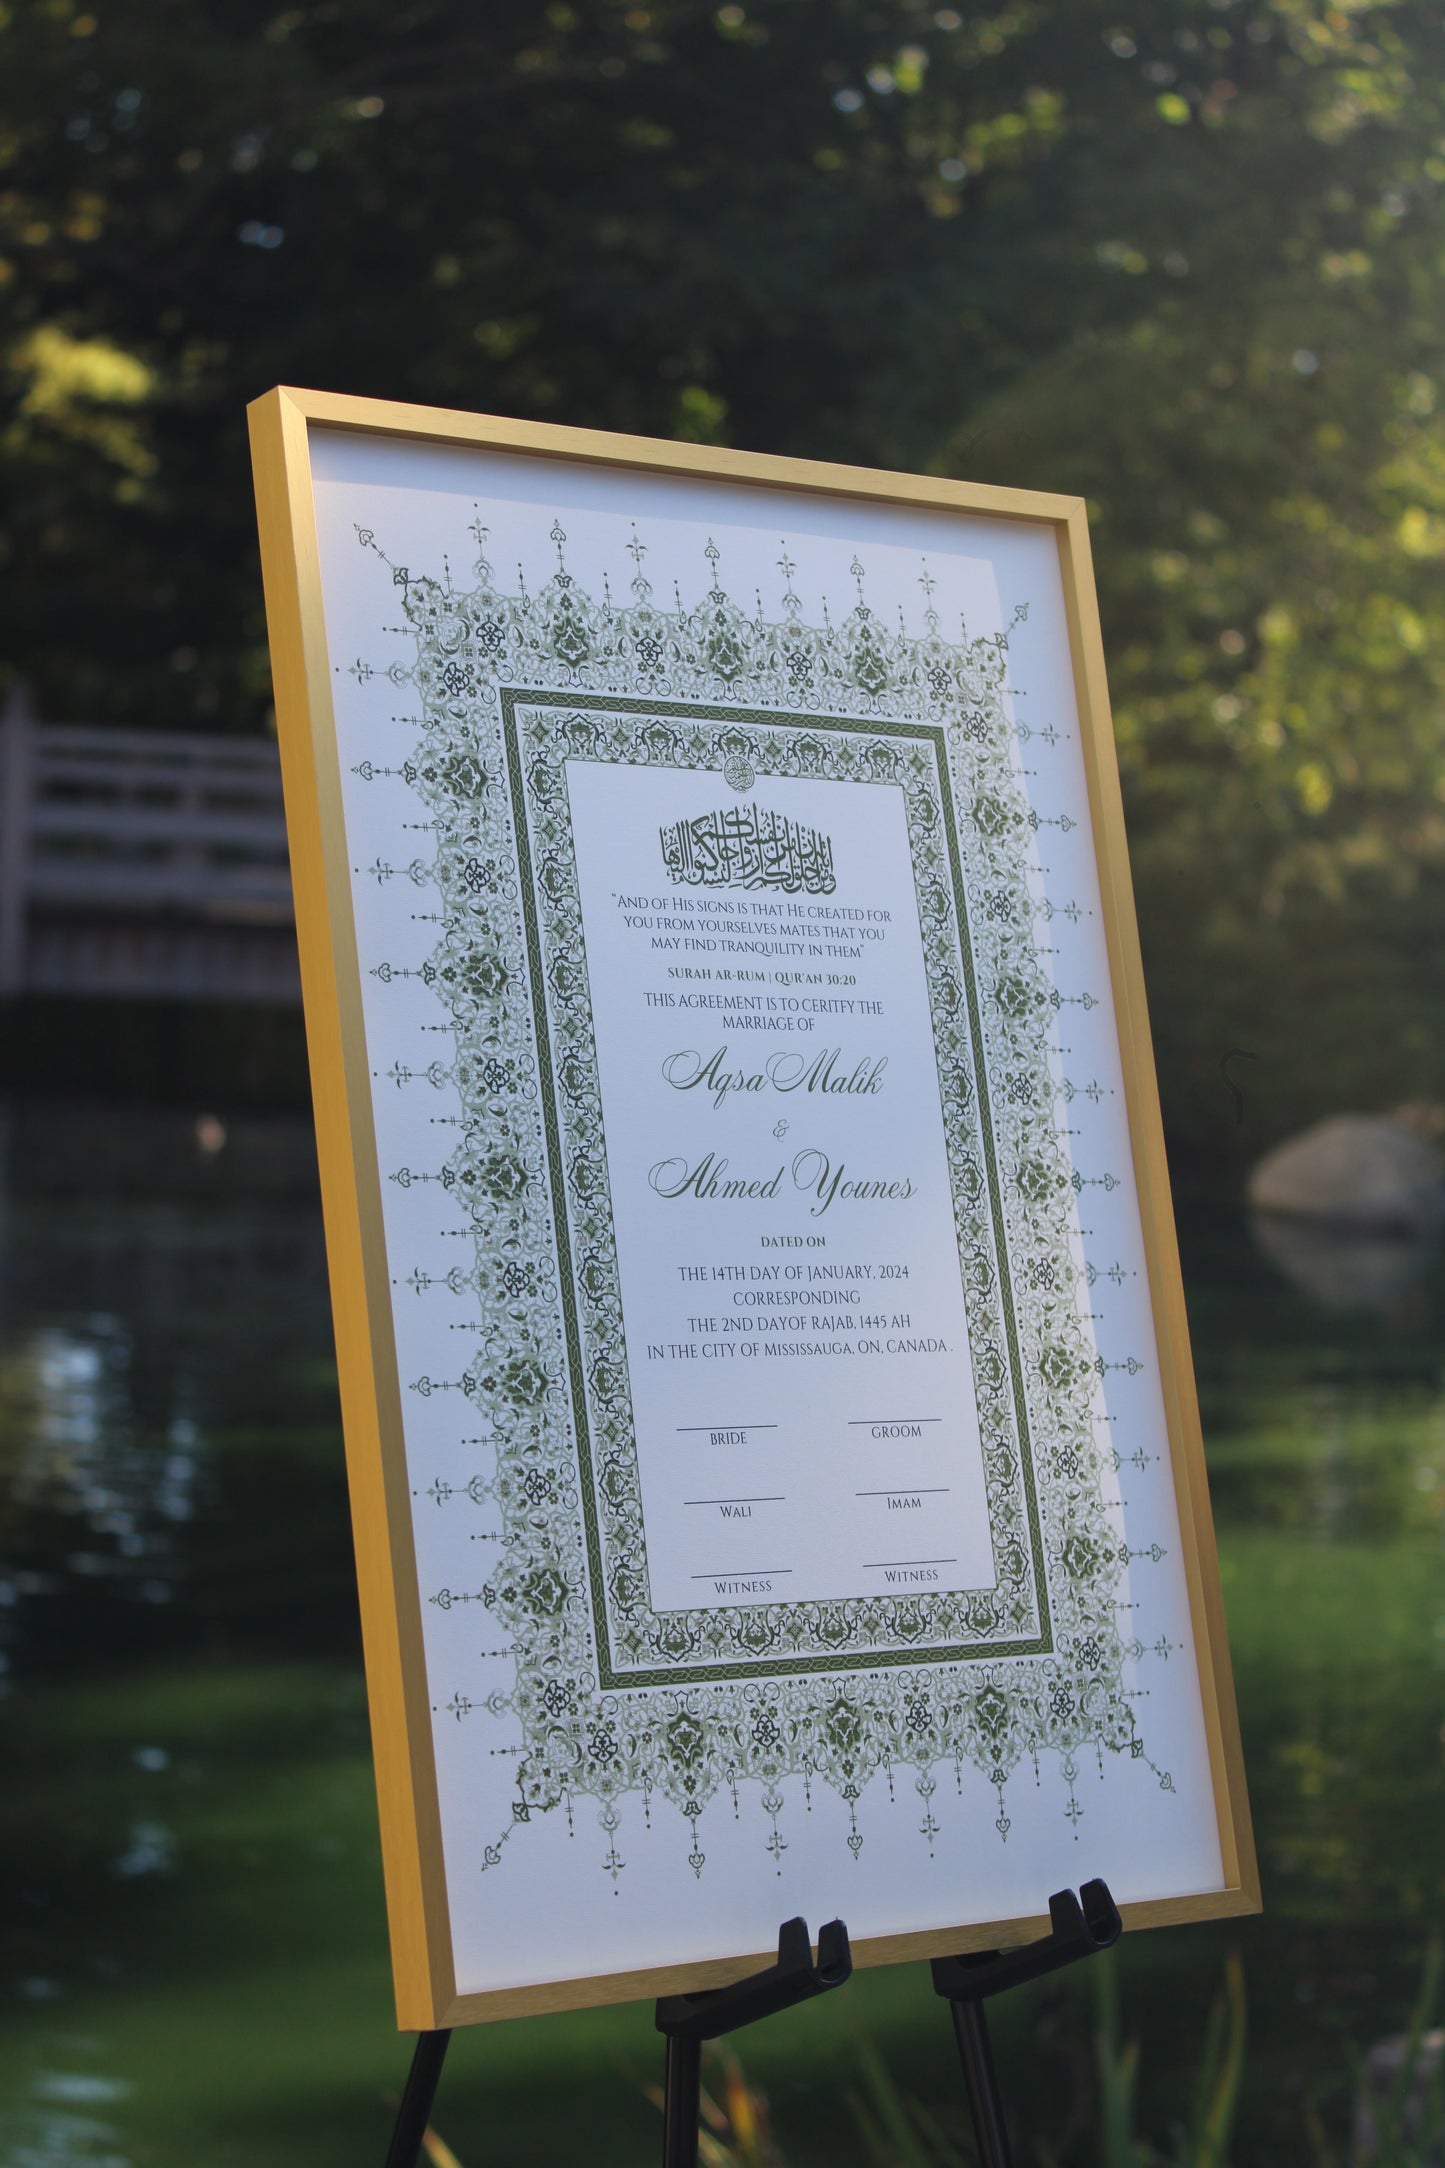 “And of His signs is that He created for
you from yourselves mates that you
may find tranquility in them”
SURAH AR-RUM | QUR'AN 30:20
THIS AGREEMENT IS TO CERITFY THE
MARRIAGE OF
Aqsa Malik
&
Ahmed Younes
DATED ON
THE 14TH DAY OF JANUARY, 2024
CORRESPONDING
THE 2ND DAYOF RAJAB, 1445 AH
IN THE CITY OF Mississauga, ON, CANADA .
BRIDE GROOM
Wali Imam
Witness Witness